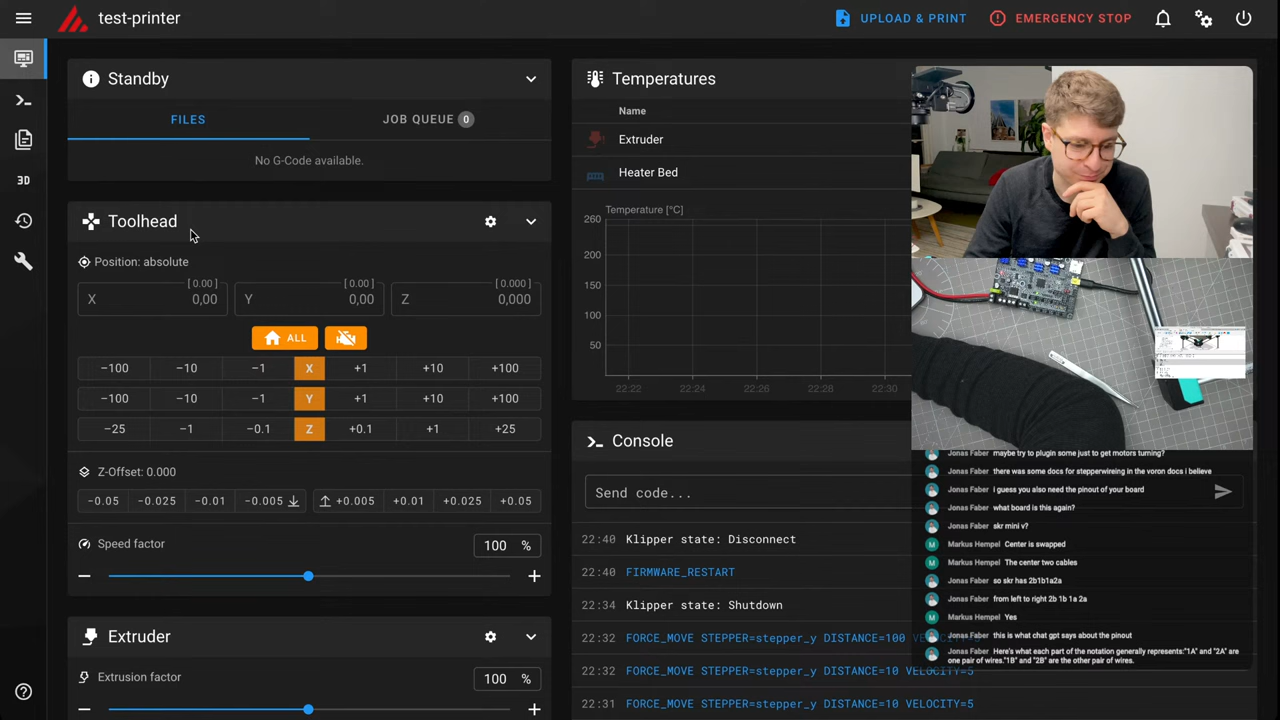 test-printer
UPLOAD & PRINT
EMERGENCY STOP
Standby
FILES
JOB QUEUE 0
No G-Code available.
Toolhead
Position: absolute
[ 0.00 ]
[ 0.00 ]
[ 0.000 ]
X 0,00
Y 0,00
Z 0,000
ALL
−100 −10 −1 X +1 +10 +100
−100 −10 −1 Y +1 +10 +100
−25 −1 −0.1 Z +0.1 +1 +25
Z-Offset: 0.000
−0.05 −0.025 −0.01 −0.005 +0.005 +0.01 +0.025 +0.05
Speed factor
100 %
Extruder
Extrusion factor
100 %
3D
Temperatures
Name
Extruder
Heater Bed
Temperature [°C]
260
200
150
100
50
22:22 22:24 22:26 22:28 22:30
Console
Send code...
22:40 Klipper state: Disconnect
22:40 FIRMWARE_RESTART
22:34 Klipper state: Shutdown
22:32 FORCE_MOVE STEPPER=stepper_y DISTANCE=100
22:32 FORCE_MOVE STEPPER=stepper_y DISTANCE=10 VELOCITY=5
22:31 FORCE_MOVE STEPPER=stepper_y DISTANCE=10 VELOCITY=5
Jonas Faber maybe try to plugin some just to get motors turning?
Jonas Faber there was some docs for stepperwireing in the voron docs i believe
Jonas Faber i guess you also need the pinout of your board
Jonas Faber what board is this again?
Jonas Faber skr mini v?
M Markus Hempel Center is swapped
M Markus Hempel The center two cables
Jonas Faber so skr has 2b1b1a2a
Jonas Faber from left to right 2b 1b 1a 2a
M Markus Hempel Yes
Jonas Faber this is what chat gpt says about the pinout
Jonas Faber Here's what each part of the notation generally represents:"1A" and "2A" are
one pair of wires."1B" and "2B" are the other pair of wires.